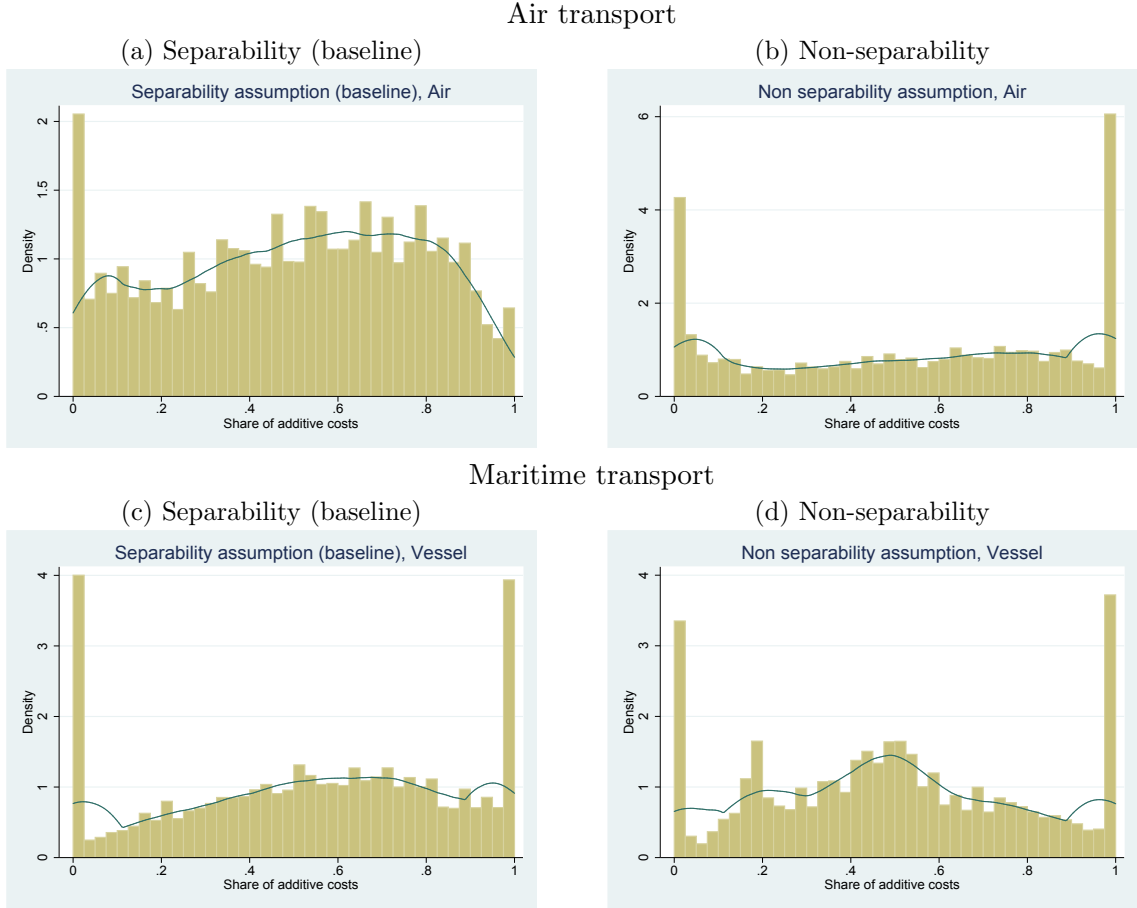 Air transport
(a) Separability (baseline)
(b) Non-separability
Separability assumption (baseline), Air
Density
0
.5
1
1.5
2
0
.2
.4
.6
.8
1
Share of additive costs
Non separability assumption, Air
Density
0
2
4
6
0
.2
.4
.6
.8
1
Share of additive costs
Maritime transport
(c) Separability (baseline)
(d) Non-separability
Separability assumption (baseline), Vessel
Density
0
1
2
3
4
0
.2
.4
.6
.8
1
Share of additive costs
Non separability assumption, Vessel
Density
0
1
2
3
4
0
.2
.4
.6
.8
1
Share of additive costs